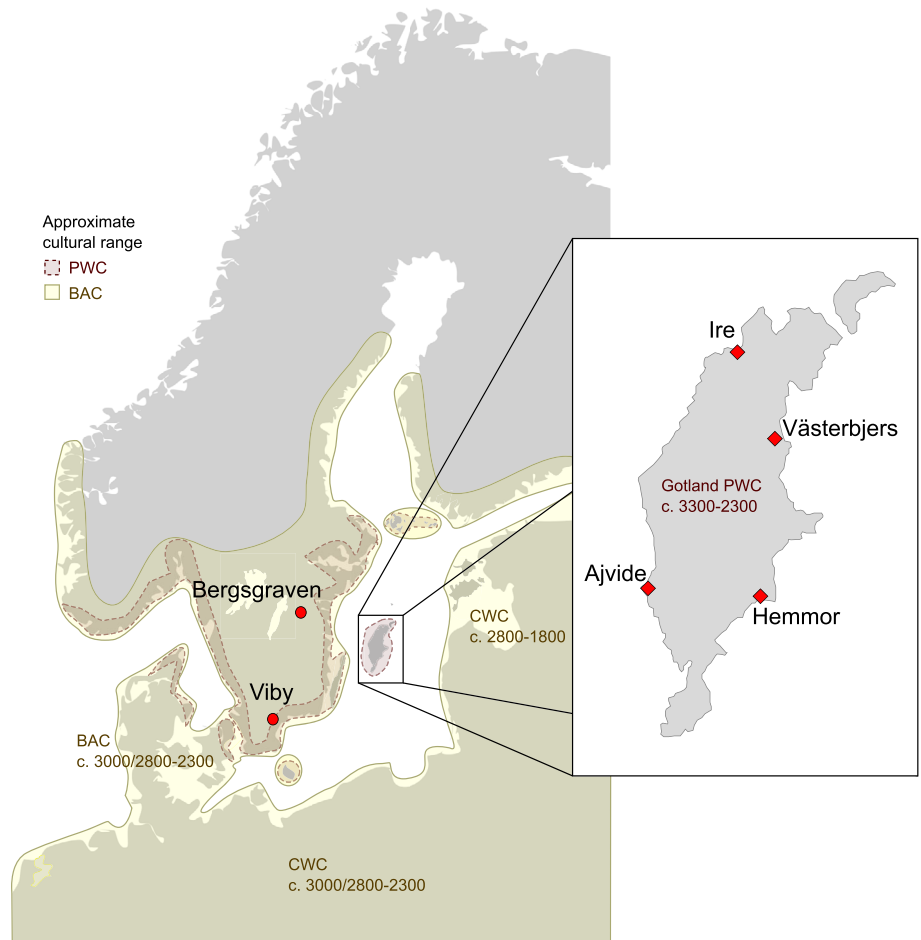 Approximate
cultural range
PWC
BAC
Bergsgraven
Viby
BAC
c. 3000/2800-2300
CWC
c. 2800-1800
CWC
c. 3000/2800-2300
Ire
Västerbjers
Gotland PWC
c. 3300-2300
Ajvide
Hemmor